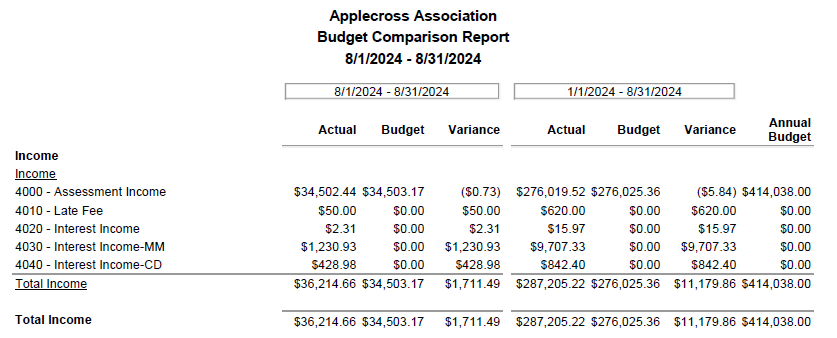 Applecross Association
Budget Comparison Report
8/1/2024 - 8/31/2024
8/1/2024 - 8/31/2024 1/1/2024 - 8/31/2024
Actual Budget Variance Actual Budget Variance Annual Budget
Income
Income
4000 - Assessment Income $34,502.44 $34,503.17 ($0.73) $276,019.52 $276,025.36 ($5.84) $414,038.00
4010 - Late Fee $50.00 $0.00 $50.00 $620.00 $0.00 $620.00 $0.00
4020 - Interest Income $2.31 $0.00 $2.31 $15.97 $0.00 $15.97 $0.00
4030 - Interest Income-MM $1,230.93 $0.00 $1,230.93 $9,707.33 $0.00 $9,707.33 $0.00
4040 - Interest Income-CD $428.98 $0.00 $428.98 $842.40 $0.00 $842.40 $0.00
Total Income $36,214.66 $34,503.17 $1,711.49 $287,205.22 $276,025.36 $11,179.86 $414,038.00
Total Income $36,214.66 $34,503.17 $1,711.49 $287,205.22 $276,025.36 $11,179.86 $414,038.00